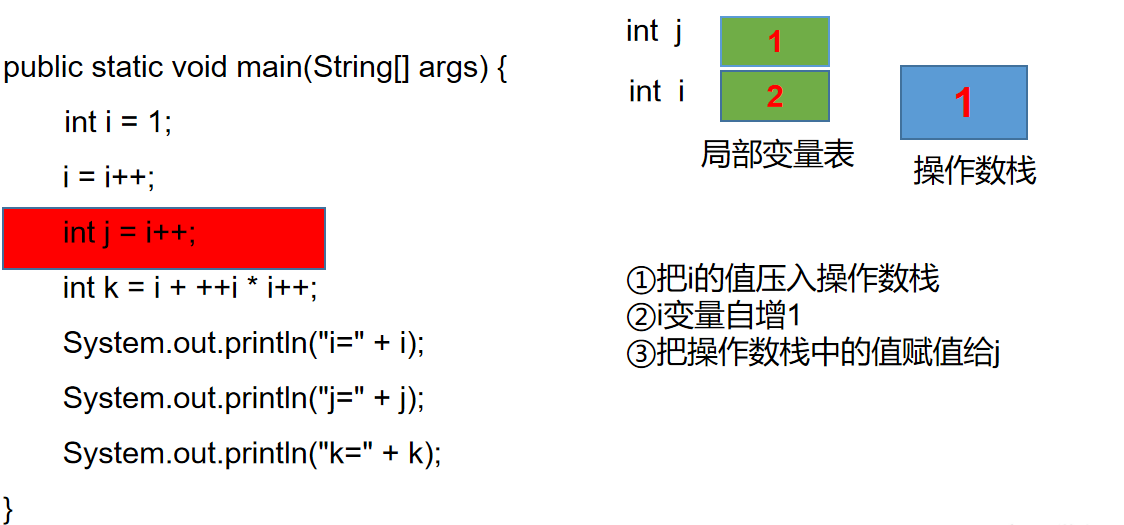 public static void main(String[] args) {
int i = 1;
i = i++;
int j = i++;
int k = i + ++i * i++;
System.out.println("i=" + i);
System.out.println("j=" + j);
System.out.println("k=" + k);
}
int j 1
int i 2
1
局部变量表
操作数栈
①把i的值压入操作数栈
②i变量自增1
③把操作数栈中的值赋值给j